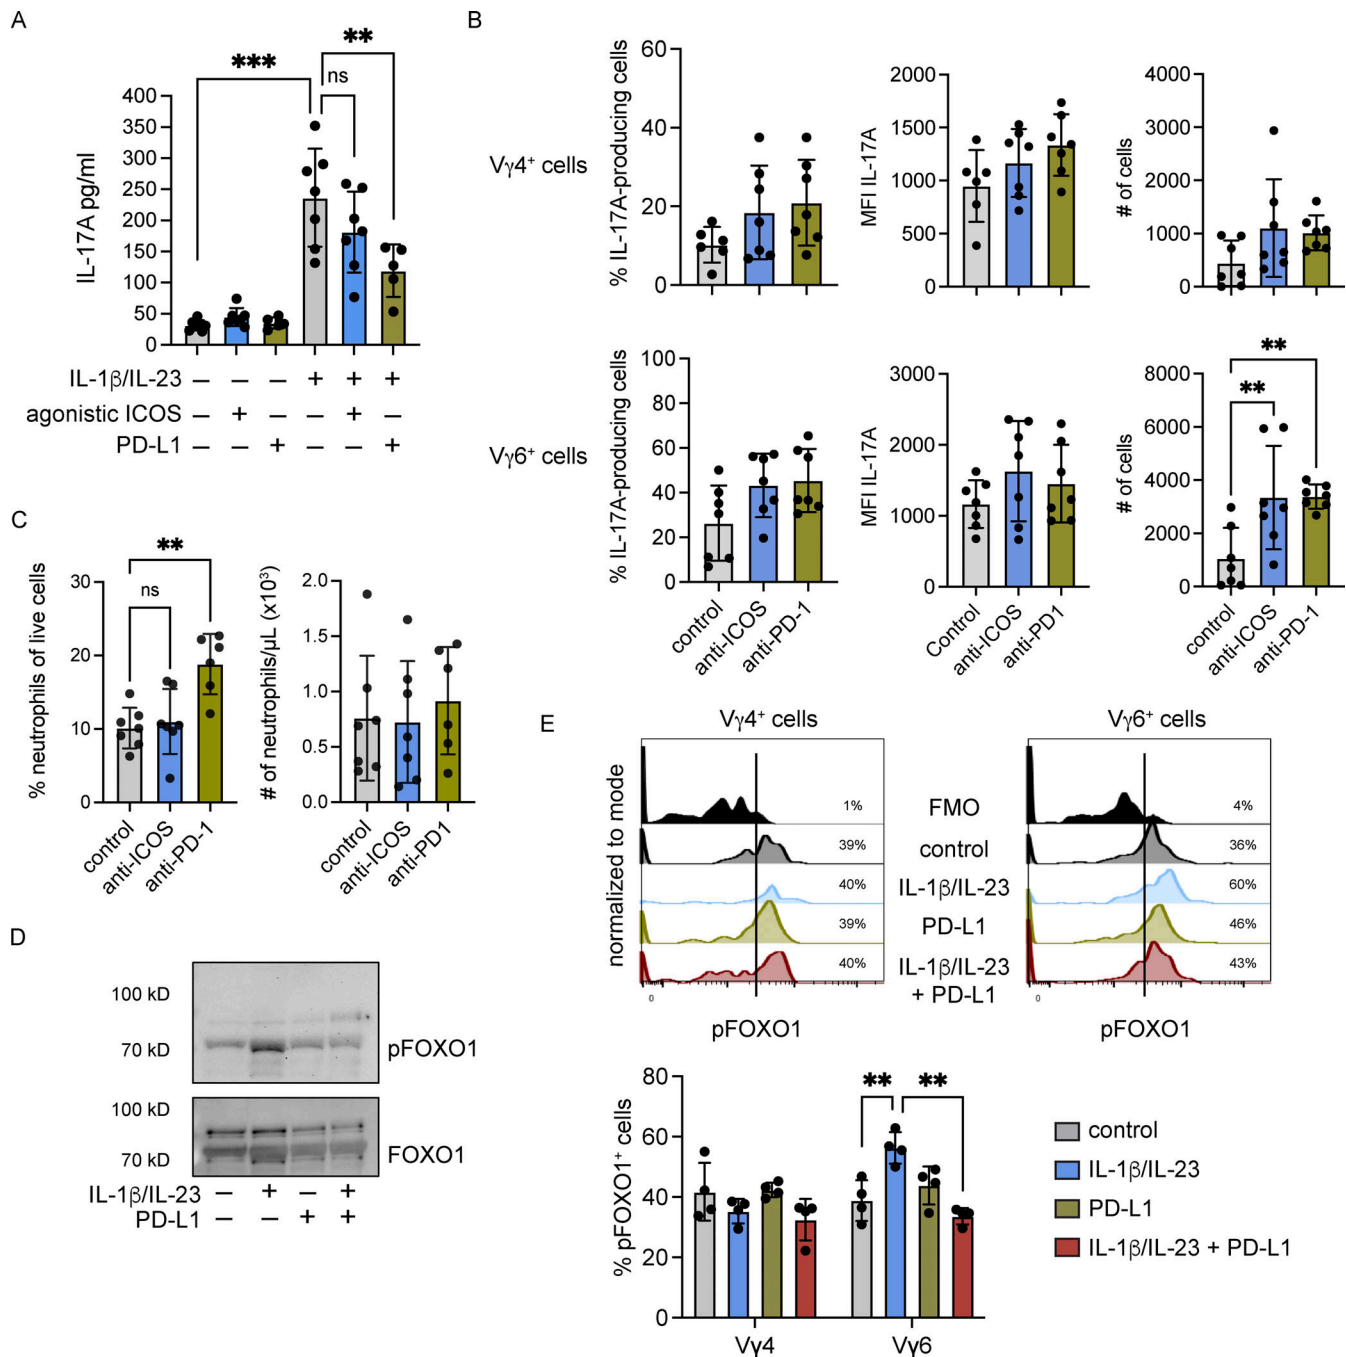 A
***
**
ns
IL-17A pg/ml
400
350
300
250
200
150
100
50
0
IL-1β/IL-23 – – – + + +
agonistic ICOS – + – – + –
PD-L1 – – + – – +
B
Vγ4⁺ cells
% IL-17A-producing cells
60
40
20
0
MFI IL-17A
2000
1500
1000
500
0
# of cells
4000
3000
2000
1000
0
Vγ6⁺ cells
% IL-17A-producing cells
100
80
60
40
20
0
control
anti-ICOS
anti-PD-1
MFI IL-17A
3000
2000
1000
0
Control
anti-ICOS
anti-PD1
**
**
# of cells
8000
6000
4000
2000
0
control
anti-ICOS
anti-PD-1
C
**
ns
% neutrophils of live cells
30
20
10
0
control
anti-ICOS
anti-PD-1
# of neutrophils/µL (x10³)
2.0
1.5
1.0
0.5
0.0
control
anti-ICOS
anti-PD1
D
100 kD
70 kD
pFOXO1
100 kD
70 kD
FOXO1
IL-1β/IL-23 – + – +
PD-L1 – – + +
E
Vγ4⁺ cells
Vγ6⁺ cells
normalized to mode
1%
39%
40%
39%
40%
0
pFOXO1
FMO
control
IL-1β/IL-23
PD-L1
IL-1β/IL-23
+ PD-L1
4%
36%
60%
46%
43%
0
pFOXO1
% pFOXO1⁺ cells
80
60
40
20
0
**
**
Vγ4
Vγ6
control
IL-1β/IL-23
PD-L1
IL-1β/IL-23 + PD-L1